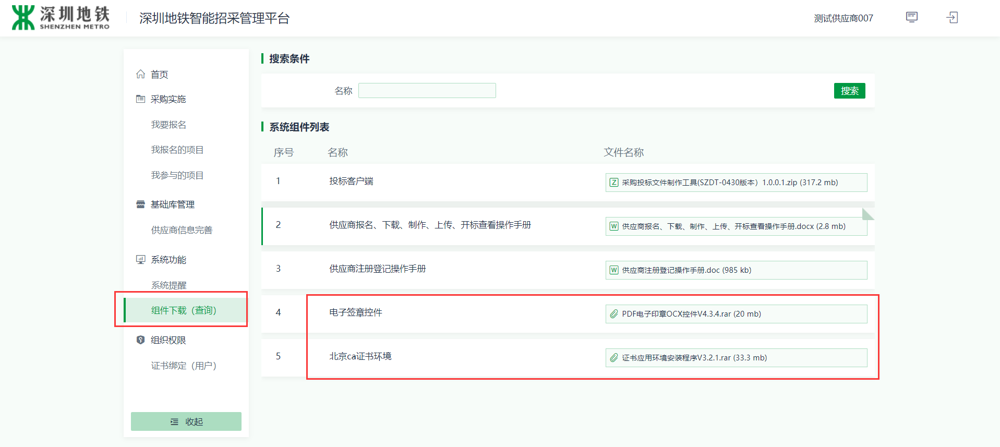 深圳地铁
SHENZHEN METRO
深圳地铁智能招采管理平台
测试供应商007
首页
采购实施
我要报名
我报名的项目
我参与的项目
基础库管理
供应商信息完善
系统功能
系统提醒
组件下载（查询）
组织权限
证书绑定（用户）
收起
搜索条件
名称
搜索
系统组件列表
序号 名称 文件名称
1 投标客户端 Z 采购投标文件制作工具(SZDT-0430版本）1.0.0.1.zip (317.2 mb)
2 供应商报名、下载、制作、上传、开标查看操作手册 W 供应商报名、下载、制作、上传、开标查看操作手册.docx (2.8 mb)
3 供应商注册登记操作手册 W 供应商注册登记操作手册.doc (985 kb)
4 电子签章控件 PDF电子印章OCX控件V4.3.4.rar (20 mb)
5 北京ca证书环境 证书应用环境安装程序V3.2.1.rar (33.3 mb)